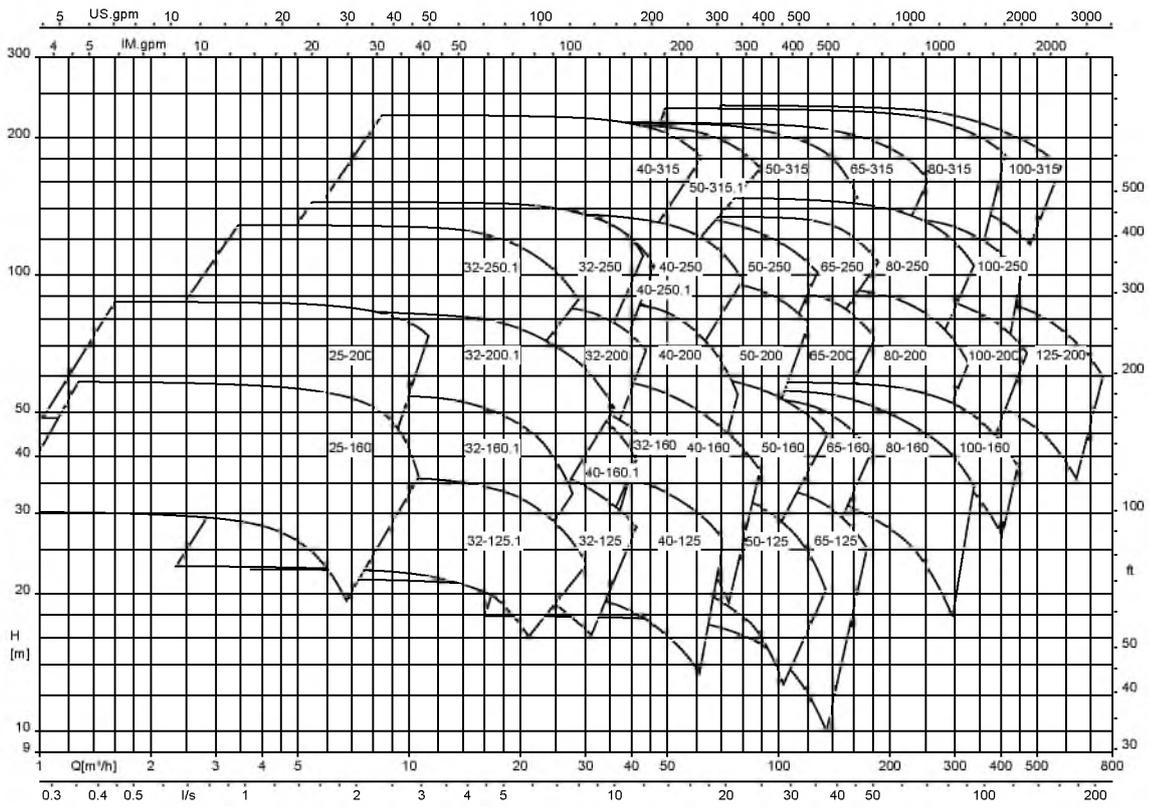 5 US.gpm 10 20 30 40 50 100 200 300 400 500 1000 2000 3000
4 5 IM.gpm 10 20 30 40 50 100 200 300 400 500 1000 2000
300
200
40-315 50-315 65-315 80-315 100-315
50-315.1
500
400
32-250.1 32-250 40-250 50-250 65-250 80-250 100-250
100
40-250.1
300
25-200 32-200.1 32-200 40-200 50-200 65-200 80-200 100-200 125-200
200
50
25-160 32-160.1 32-160 40-160 50-160 65-160 80-160 100-160
40
40-160.1
100
30
32-125.1 32-125 40-125 50-125 65-125
ft
20
H
[m]
50
40
10
9
30
1 Q[m³/h] 2 3 4 5 10 20 30 40 50 100 200 300 400 500 800
0.3 0.4 0.5 l/s 1 2 3 4 5 10 20 30 40 50 100 200